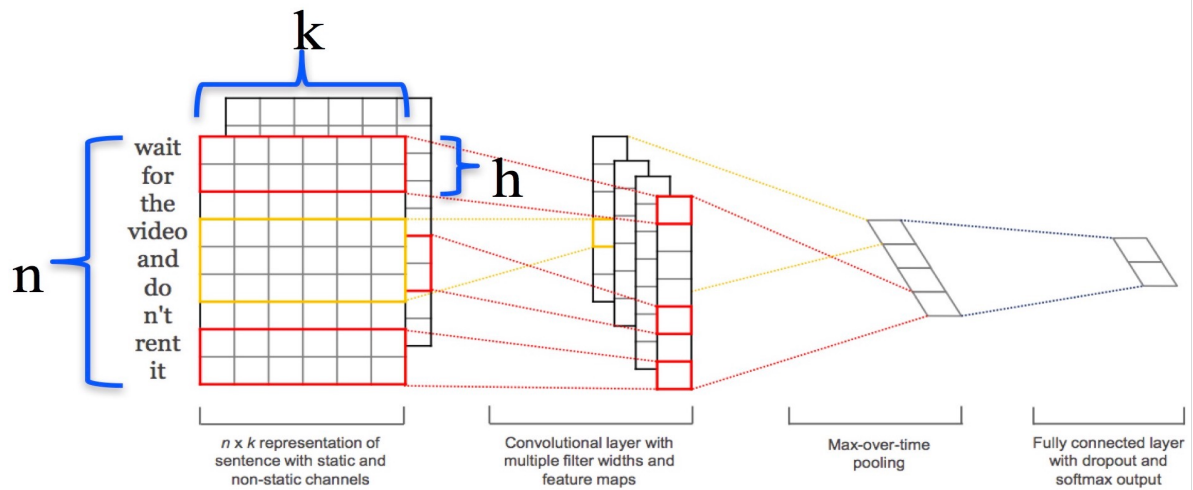 k
wait
for
the
video
and
do
n't
rent
it
n
h
n x k representation of
sentence with static and
non-static channels
Convolutional layer with
multiple filter widths and
feature maps
Max-over-time
pooling
Fully connected layer
with dropout and
softmax output